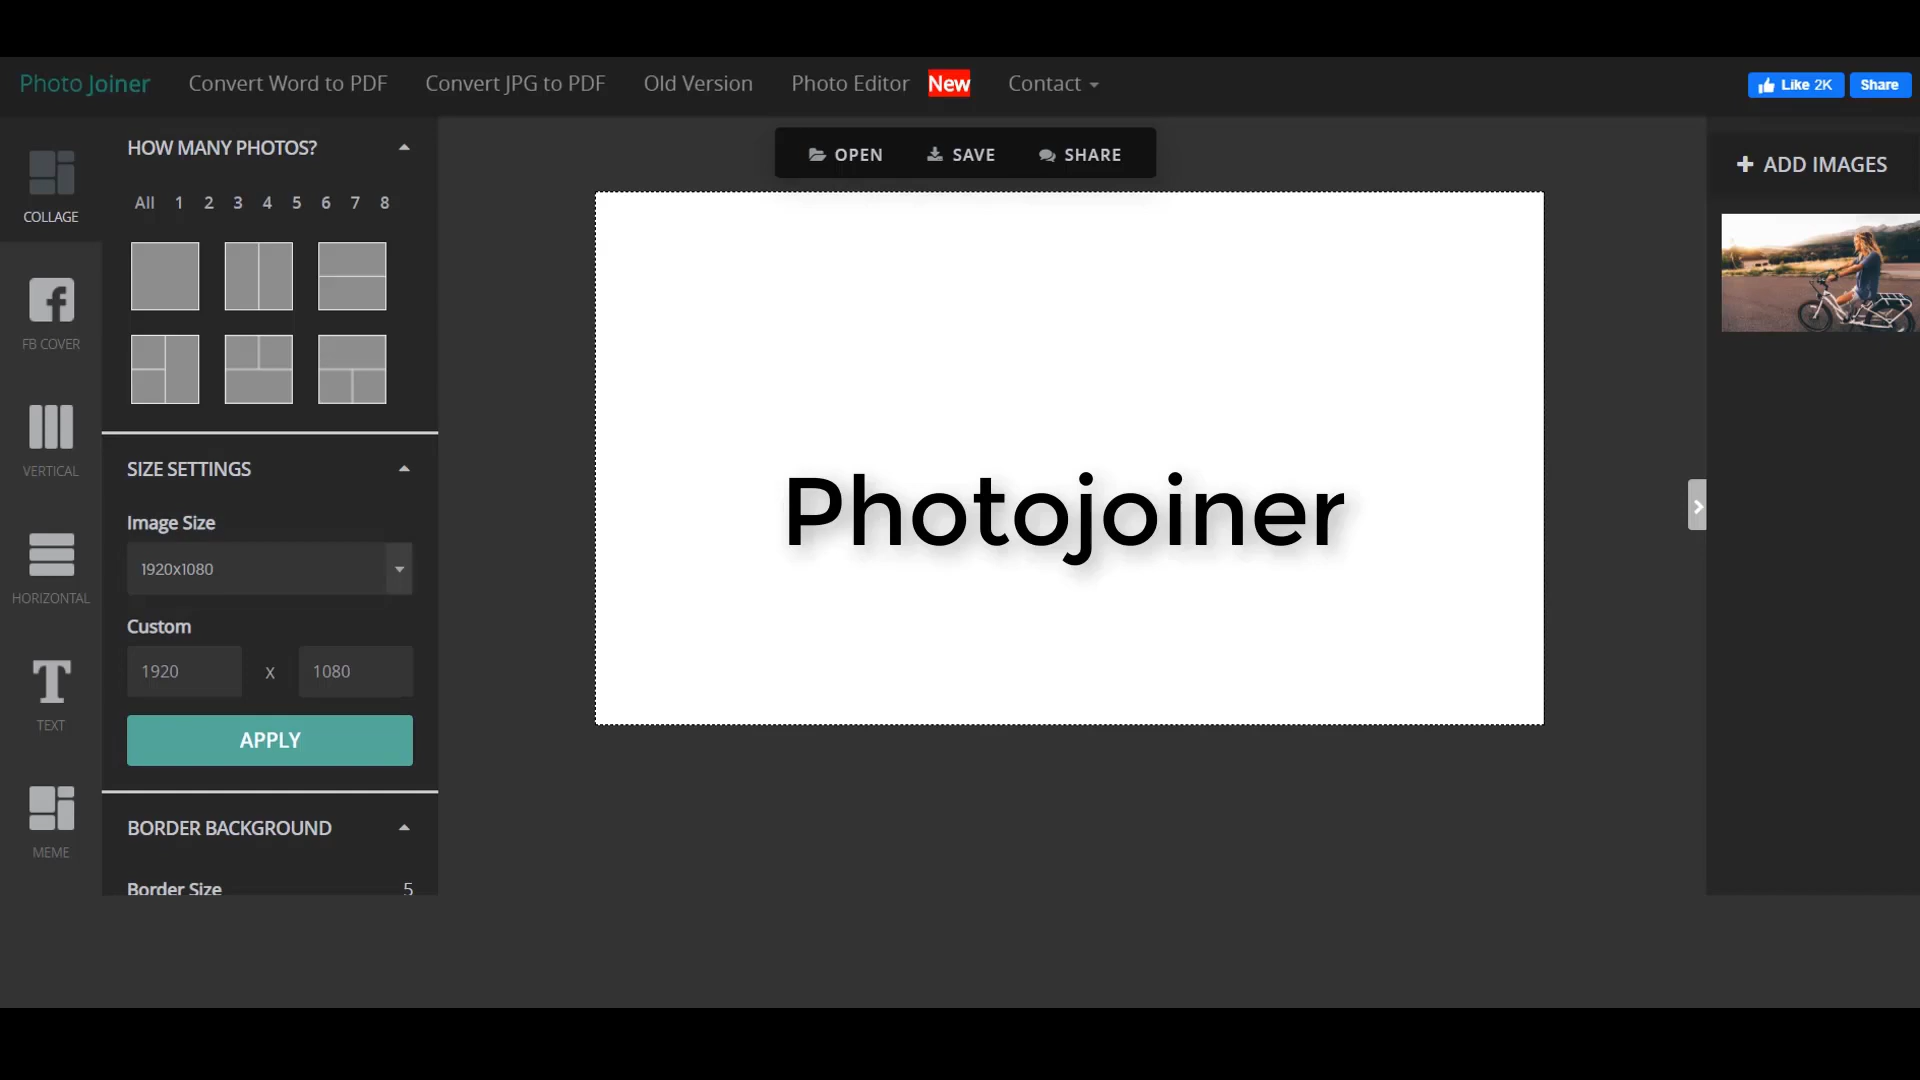 Photo Joiner Convert Word to PDF Convert JPG to PDF Old Version Photo Editor New Contact Like 2K Share
OPEN SAVE SHARE
ADD IMAGES
COLLAGE
FB COVER
VERTICAL
HORIZONTAL
TEXT
MEME
HOW MANY PHOTOS?
All 1 2 3 4 5 6 7 8
SIZE SETTINGS
Image Size
1920x1080
Custom
1920 x 1080
APPLY
BORDER BACKGROUND
Border Size 5
Photojoiner